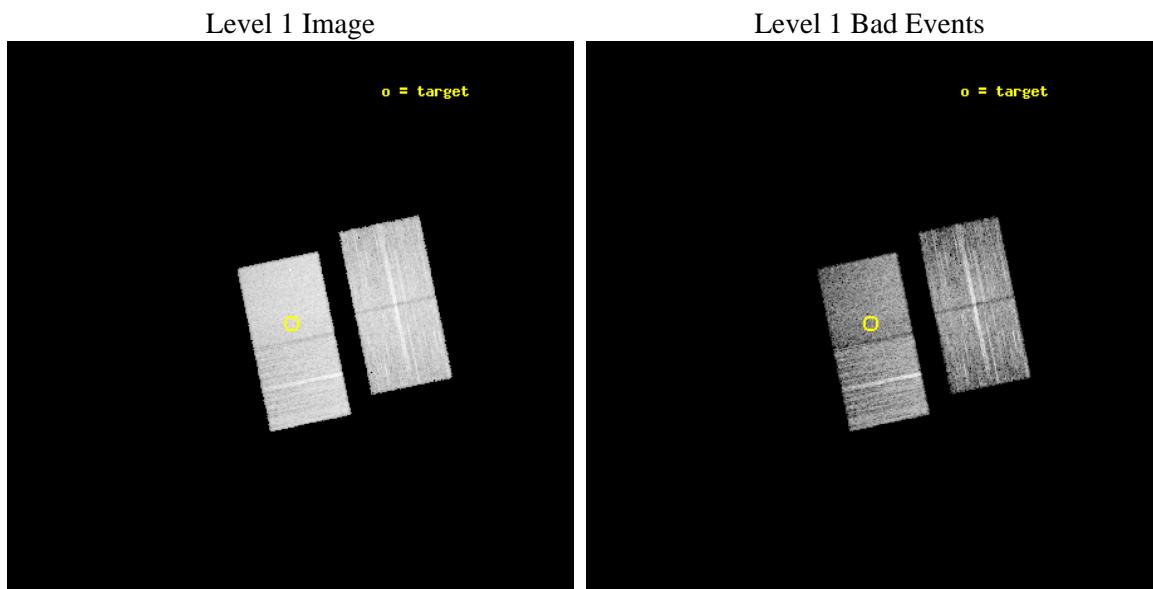 Level 1 Image
Level 1 Bad Events
o = target
o = target